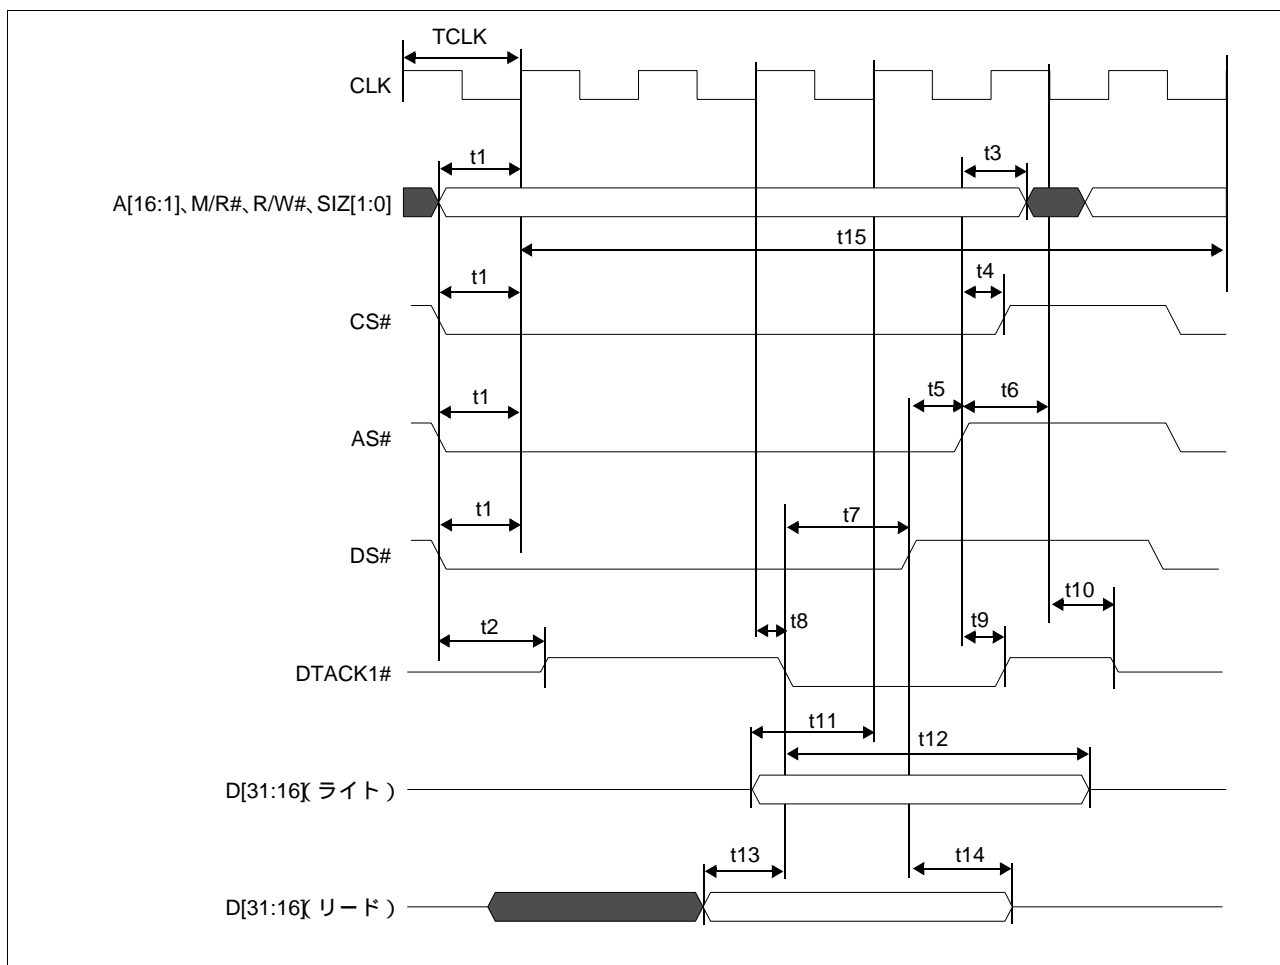 TCLK
CLK
t1
t3
A[16:1]、M/R#、R/W#、SIZ[1:0]
t15
t1
t4
CS#
t1
t5
t6
AS#
t1
t7
DS#
t10
t2
t8
t9
DTACK1#
t11
t12
D[31:16](ライト)
t13
t14
D[31:16](リード)